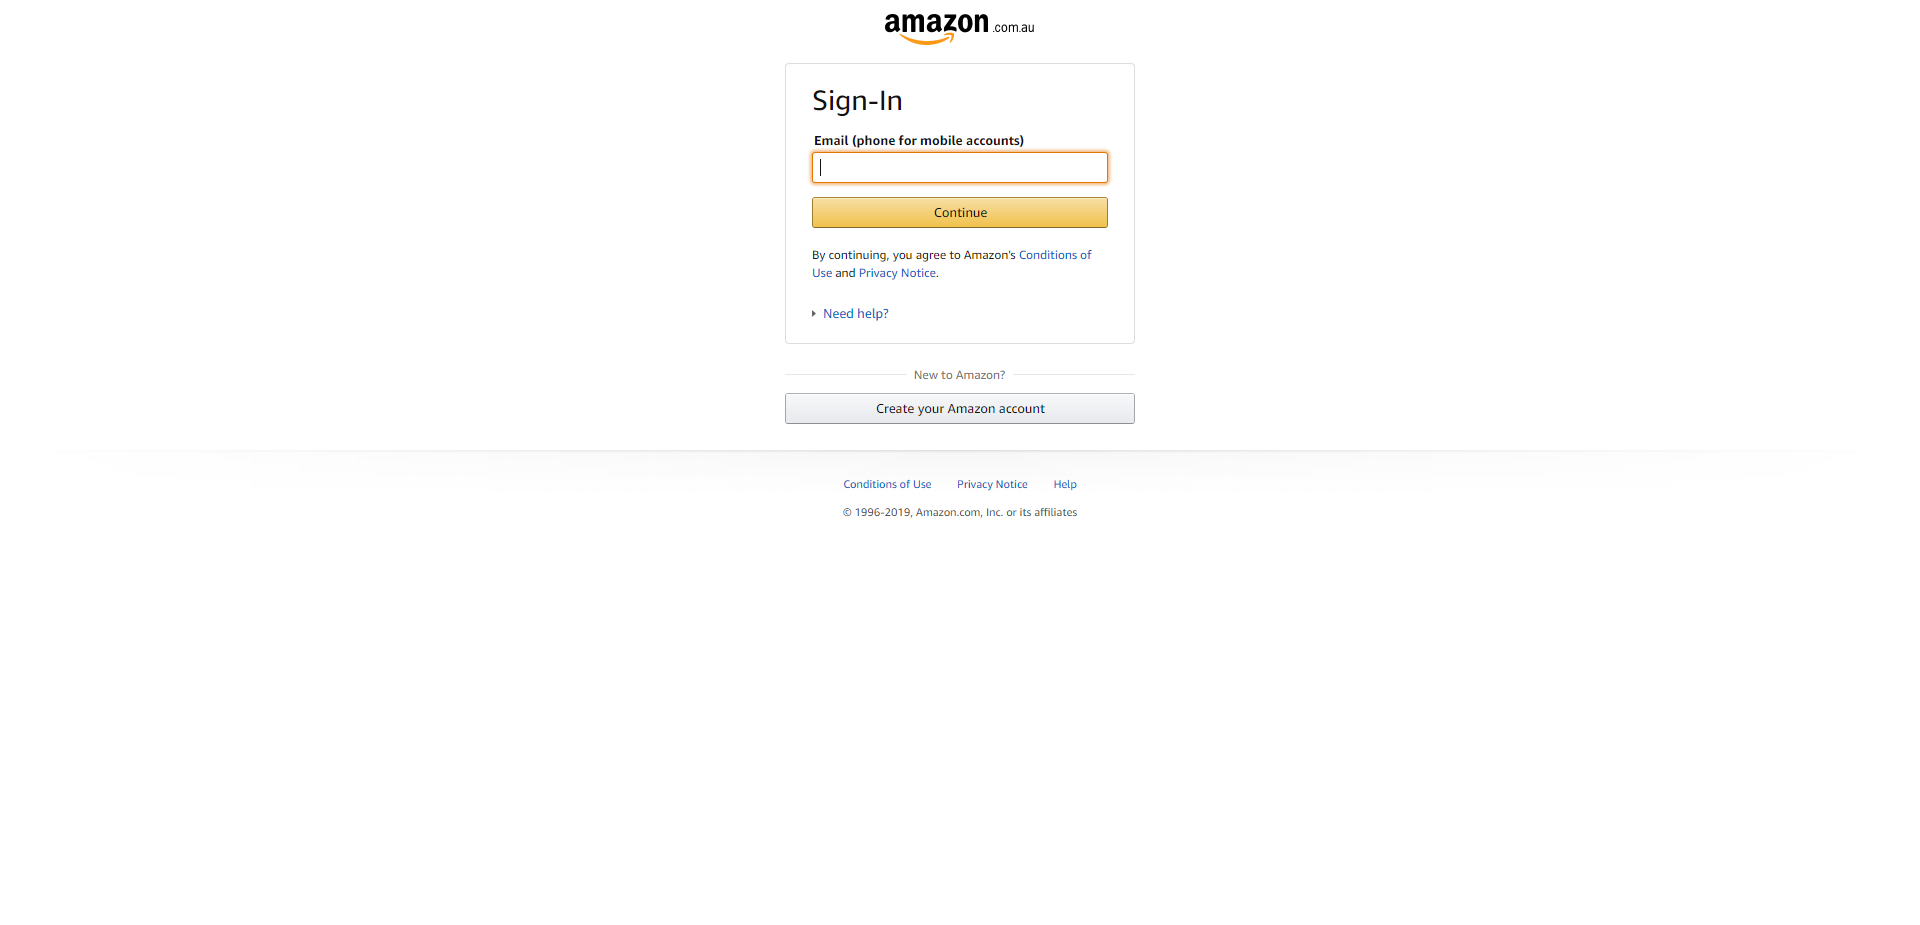 amazon.com.au
Sign-In
Email (phone for mobile accounts)
Continue
By continuing, you agree to Amazon's Conditions of
Use and Privacy Notice.
Need help?
New to Amazon?
Create your Amazon account
Conditions of Use Privacy Notice Help
© 1996-2019, Amazon.com, Inc. or its affiliates